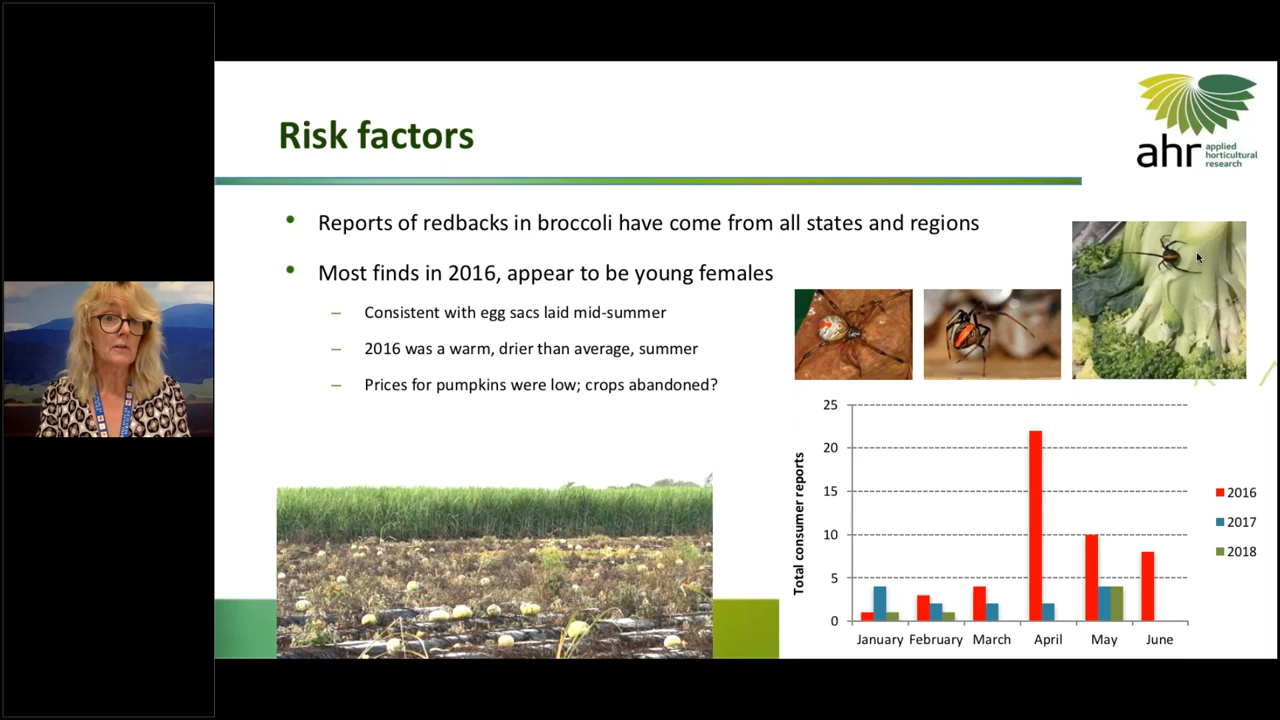 Risk factors
ahr applied
horticultural
research
• Reports of redbacks in broccoli have come from all states and regions
• Most finds in 2016, appear to be young females
– Consistent with egg sacs laid mid-summer
– 2016 was a warm, drier than average, summer
– Prices for pumpkins were low; crops abandoned?
Total consumer reports
25
20
15
10
5
0
January February March April May June
2016
2017
2018